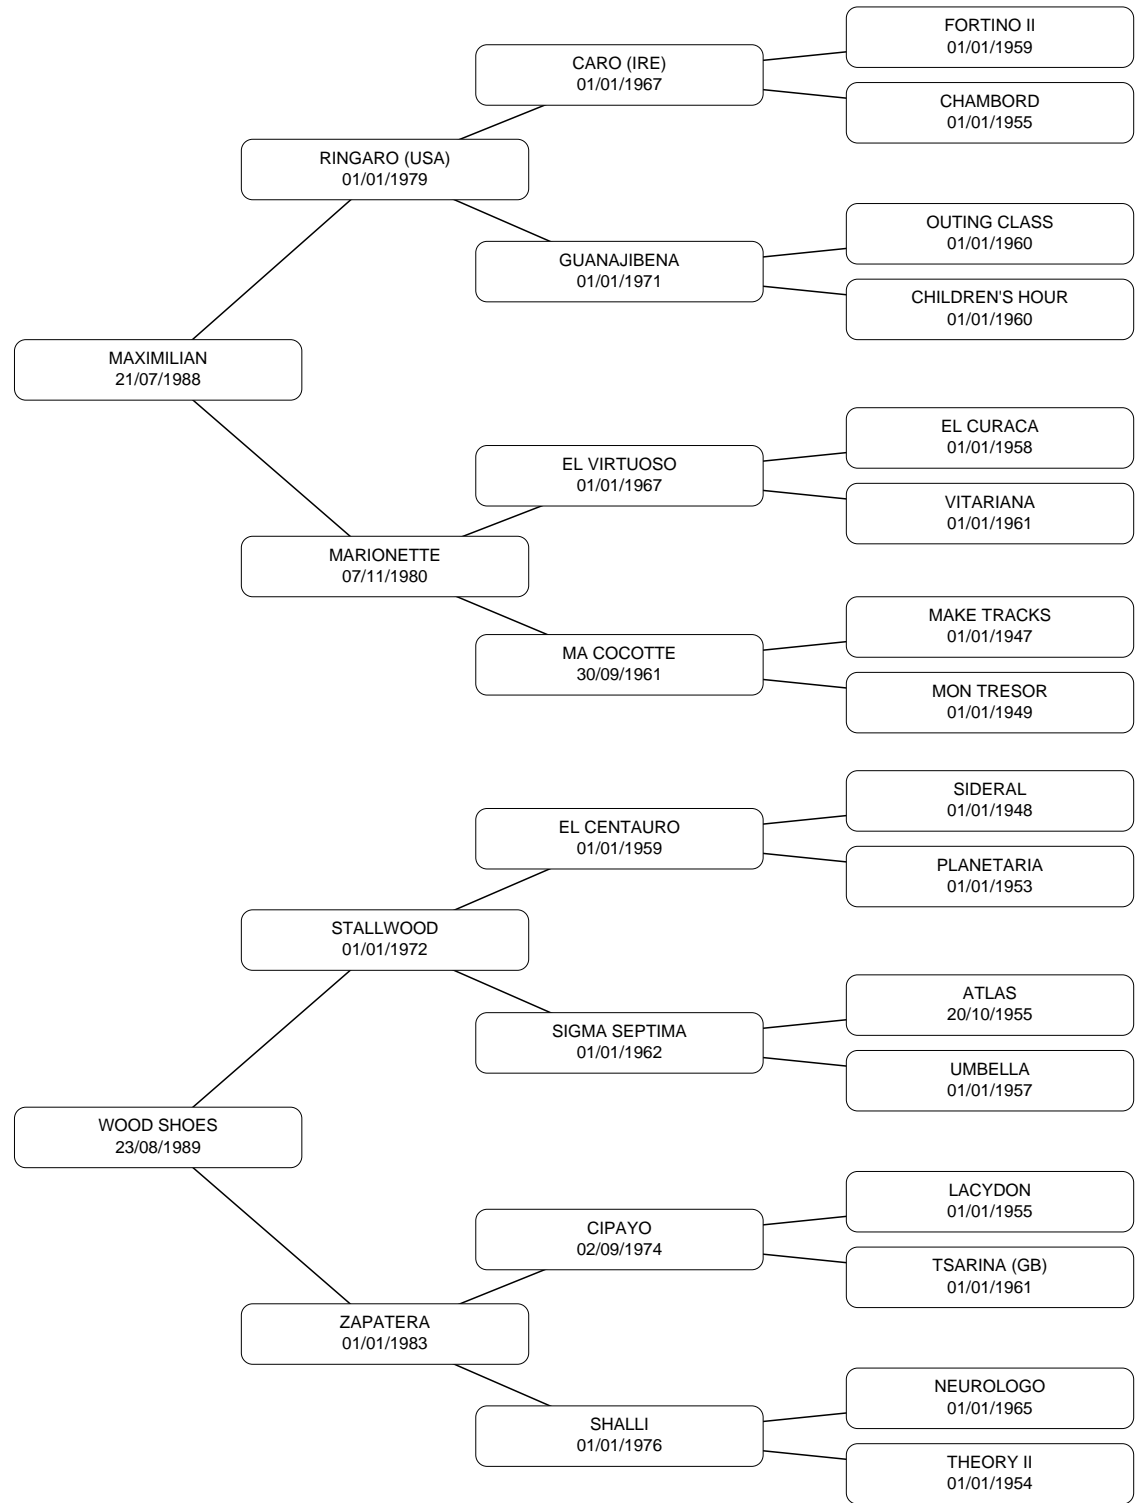 FORTINO II
01/01/1959
CARO (IRE)
01/01/1967
CHAMBORD
01/01/1955
RINGARO (USA)
01/01/1979
OUTING CLASS
01/01/1960
GUANAJIBENA
01/01/1971
CHILDREN'S HOUR
01/01/1960
MAXIMILIAN
21/07/1988
EL CURACA
01/01/1958
EL VIRTUOSO
01/01/1967
VITARIANA
01/01/1961
MARIONETTE
07/11/1980
MAKE TRACKS
01/01/1947
MA COCOTTE
30/09/1961
MON TRESOR
01/01/1949
SIDERAL
01/01/1948
EL CENTAURO
01/01/1959
PLANETARIA
01/01/1953
STALLWOOD
01/01/1972
ATLAS
20/10/1955
SIGMA SEPTIMA
01/01/1962
UMBELLA
01/01/1957
WOOD SHOES
23/08/1989
LACYDON
01/01/1955
CIPAYO
02/09/1974
TSARINA (GB)
01/01/1961
ZAPATERA
01/01/1983
NEUROLOGO
01/01/1965
SHALLI
01/01/1976
THEORY II
01/01/1954